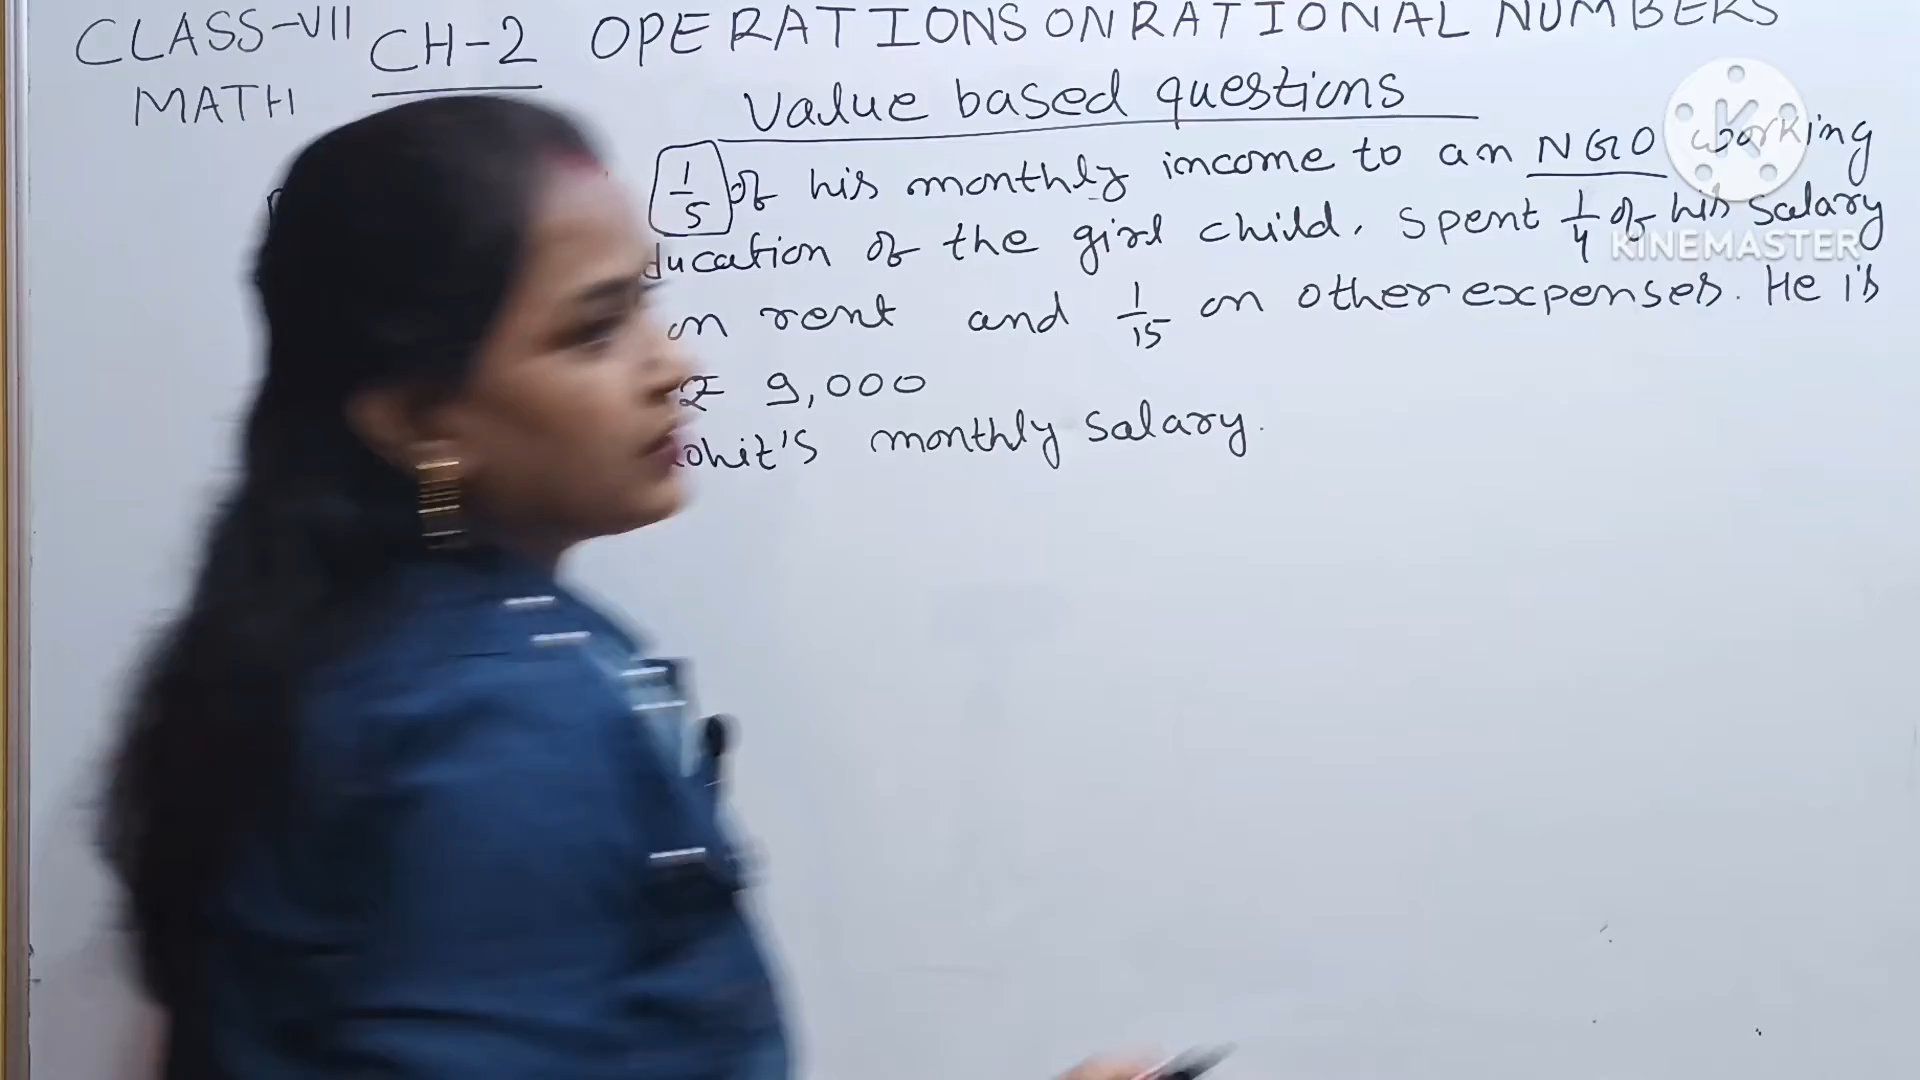 CLASS-VII CH-2 OPERATIONS ON RATIONAL NUMBERS
MATH Value based questions
1/5 of his monthly income to an NGO working
ducation of the girl child. Spent 1/4 of his salary
on rent and 1/15 on other expenses. He is
₹ 9,000
ohit's monthly salary.
KINEMASTER